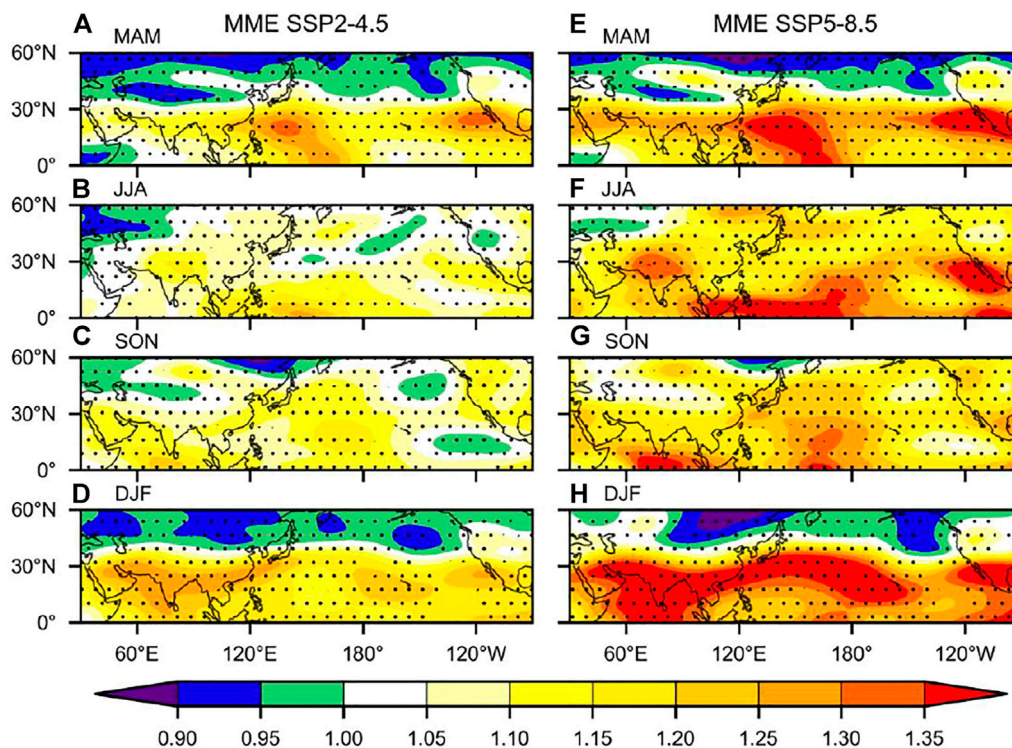 MME SSP2-4.5
MME SSP5-8.5
A MAM
60°N
30°N
0°
E MAM
B JJA
60°N
30°N
0°
F JJA
C SON
60°N
30°N
0°
G SON
D DJF
60°N
30°N
0°
H DJF
60°E 120°E 180° 120°W
60°E 120°E 180° 120°W
0.90 0.95 1.00 1.05 1.10 1.15 1.20 1.25 1.30 1.35